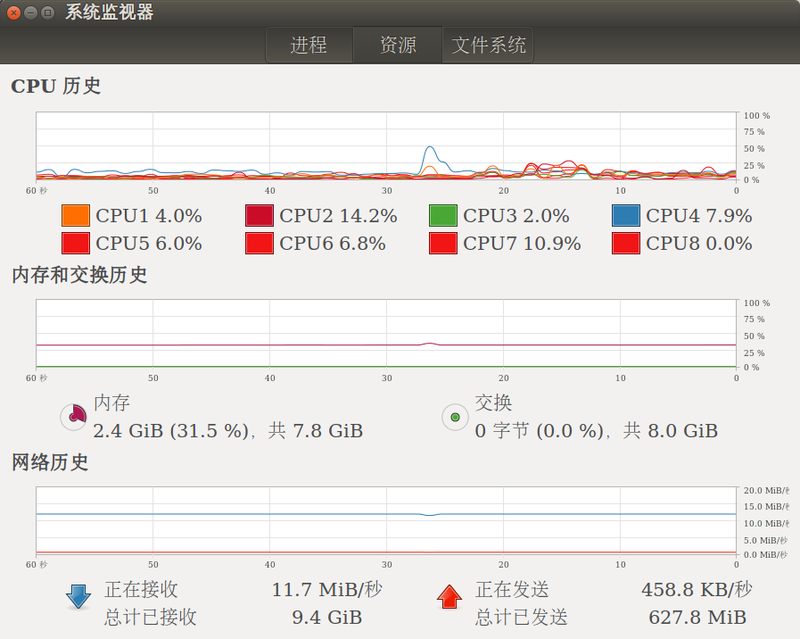 系统监视器
进程 资源 文件系统
CPU 历史
100 %
75 %
50 %
25 %
0 %
60 秒 50 40 30 20 10 0
CPU1 4.0% CPU2 14.2% CPU3 2.0% CPU4 7.9%
CPU5 6.0% CPU6 6.8% CPU7 10.9% CPU8 0.0%
内存和交换历史
100 %
75 %
50 %
25 %
0 %
60 秒 50 40 30 20 10 0
内存 交换
2.4 GiB (31.5 %)，共 7.8 GiB 0 字节 (0.0 %)，共 8.0 GiB
网络历史
20.0 MiB/秒
15.0 MiB/秒
10.0 MiB/秒
5.0 MiB/秒
0.0 MiB/秒
60 秒 50 40 30 20 10 0
正在接收 11.7 MiB/秒 正在发送 458.8 KB/秒
总计已接收 9.4 GiB 总计已发送 627.8 MiB